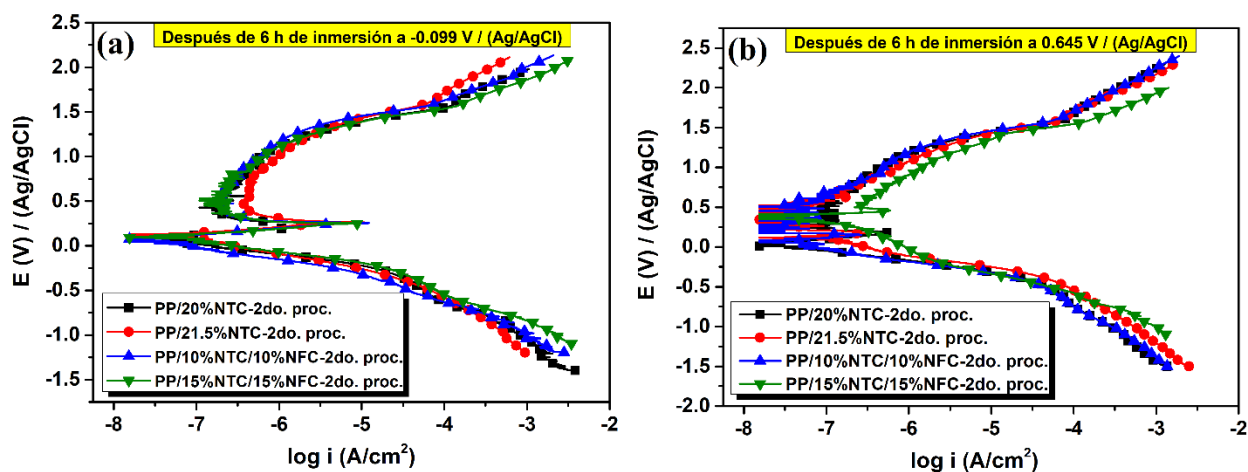 (a)
Después de 6 h de inmersión a -0.099 V / (Ag/AgCl)
E (V) / (Ag/AgCl)
2.5
2.0
1.5
1.0
0.5
0.0
-0.5
-1.0
-1.5
PP/20%NTC-2do. proc.
PP/21.5%NTC-2do. proc.
PP/10%NTC/10%NFC-2do. proc.
PP/15%NTC/15%NFC-2do. proc.
-8 -7 -6 -5 -4 -3 -2
log i (A/cm²)
(b)
Después de 6 h de inmersión a 0.645 V / (Ag/AgCl)
E (V) / (Ag/AgCl)
2.5
2.0
1.5
1.0
0.5
0.0
-0.5
-1.0
-1.5
-2.0
PP/20%NTC-2do. proc.
PP/21.5%NTC-2do. proc.
PP/10%NTC/10%NFC-2do. proc.
PP/15%NTC/15%NFC-2do. proc.
-8 -7 -6 -5 -4 -3 -2
log i (A/cm²)